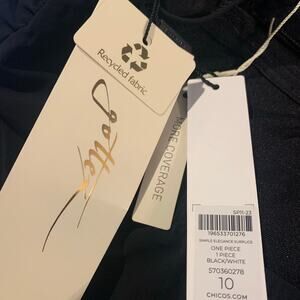 Recycled fabric
gottex
MORE COVERAGE
SP11-23
196533701276
SIMPLE ELEGANCE SURPLICE
ONE PIECE
1 PIECE
BLACK/WHITE
570360278
10
CHICOS.COM